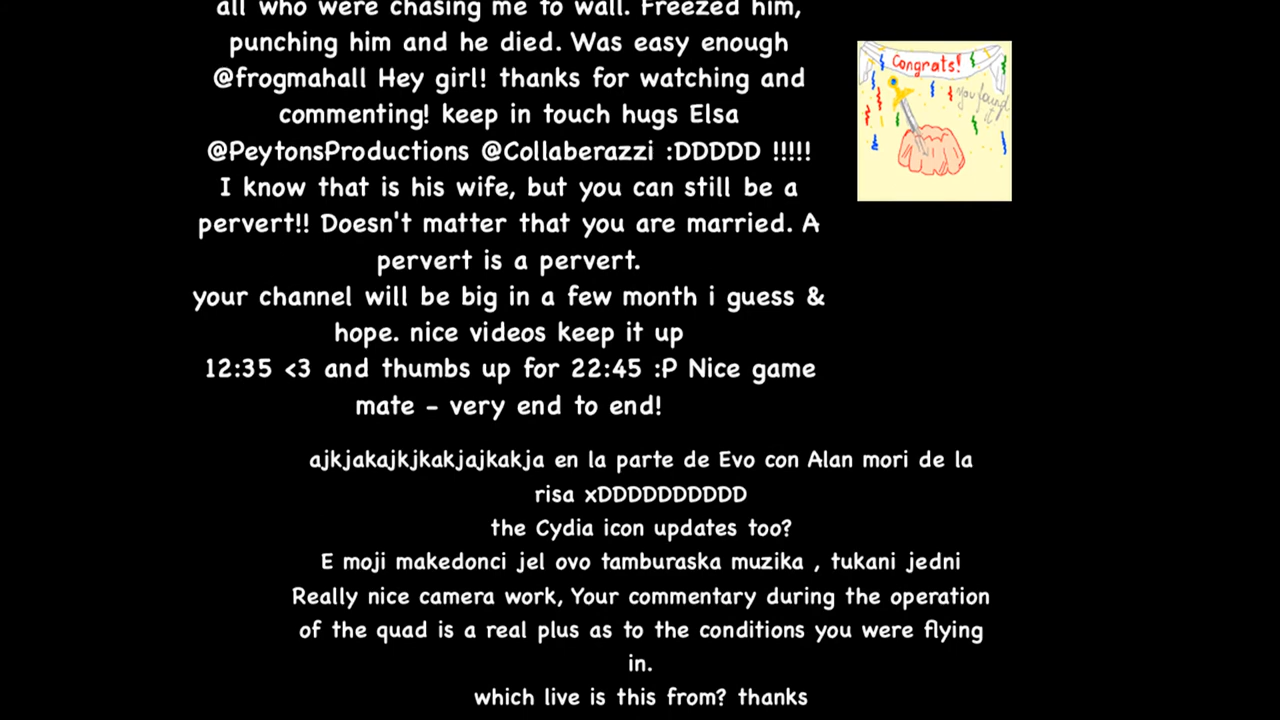 all who were chasing me to wall. Freezed him,
punching him and he died. Was easy enough
@frogmahall Hey girl! thanks for watching and
commenting! keep in touch hugs Elsa
@PeytonsProductions @Collaberazzi :DDDDD !!!!!
I know that is his wife, but you can still be a
pervert!! Doesn't matter that you are married. A
pervert is a pervert.
your channel will be big in a few month i guess &
hope. nice videos keep it up
12:35 <3 and thumbs up for 22:45 :P Nice game
mate - very end to end!
Congrats!
you found
it
ajkjakajkjkakjajkakja en la parte de Evo con Alan mori de la
risa xDDDDDDDDDD
the Cydia icon updates too?
E moji makedonci jel ovo tamburaska muzika , tukani jedni
Really nice camera work, Your commentary during the operation
of the quad is a real plus as to the conditions you were flying
in.
which live is this from? thanks